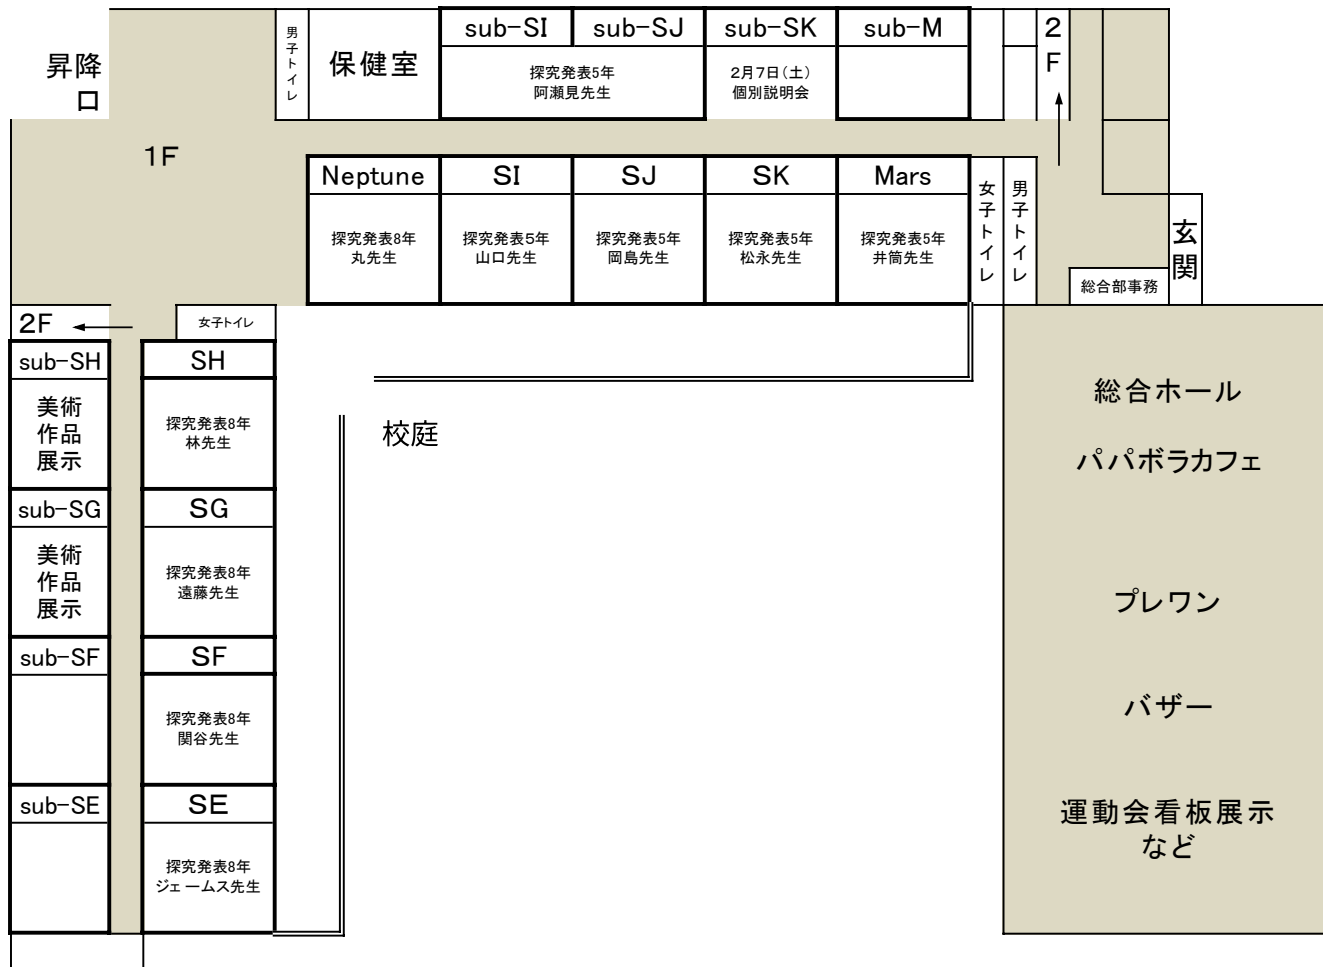 昇降
口
男子トイレ
保健室
sub-SI
sub-SJ
sub-SK
sub-M
探究発表5年
阿瀬見先生
2月7日(土)
個別説明会
2
F
1F
Neptune
SI
SJ
SK
Mars
探究発表8年
丸先生
探究発表5年
山口先生
探究発表5年
岡島先生
探究発表5年
松永先生
探究発表5年
井筒先生
女子トイレ
男子トイレ
玄
関
総合部事務
2F
女子トイレ
sub-SH
SH
美術
作品
展示
探究発表8年
林先生
sub-SG
SG
美術
作品
展示
探究発表8年
遠藤先生
sub-SF
SF
探究発表8年
関谷先生
sub-SE
SE
探究発表8年
ジェームス先生
校庭
総合ホール
パパボラカフェ
プレワン
バザー
運動会看板展示
など